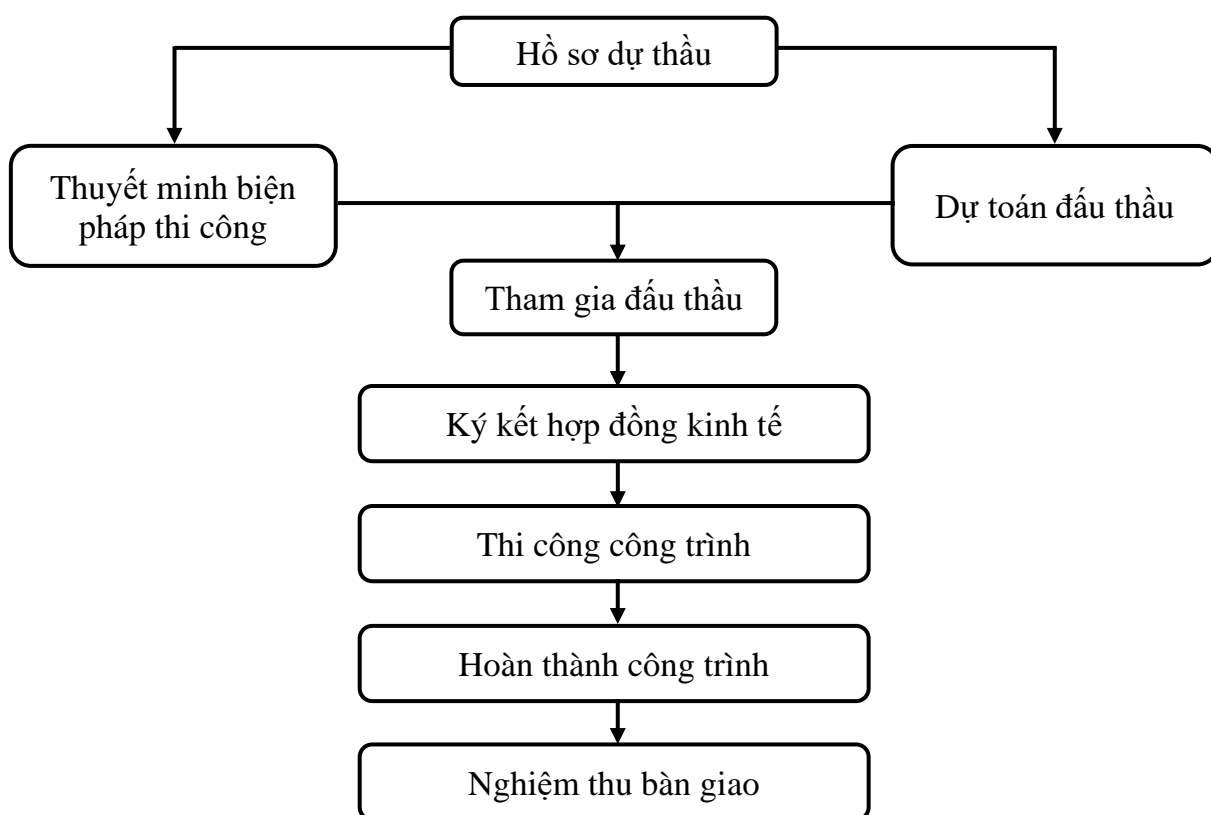 Hồ sơ dự thầu
Thuyết minh biện
pháp thi công
Dự toán đấu thầu
Tham gia đấu thầu
Ký kết hợp đồng kinh tế
Thi công công trình
Hoàn thành công trình
Nghiệm thu bàn giao